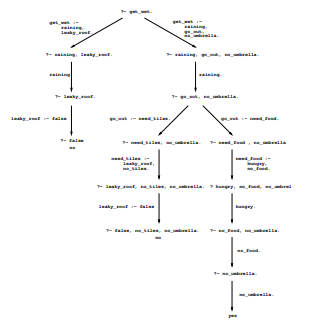 ?- get_wet.
get_wet :-
raining,
leaky_roof.
get_wet :-
raining,
go_out,
no_umbrella.
?- raining, leaky_roof.
?- raining, go_out, no_umbrella.
raining.
raining.
?- leaky_roof.
?- go_out, no_umbrella.
leaky_roof :- false
go_out :- need_tiles.
go_out :- need_food.
?- false
no
?- need_tiles, no_umbrella.
?- need_food , no_umbrella
need_tiles :-
leaky_roof,
no_tiles.
need_food :-
hungry,
no_food.
?- leaky_roof, no_tiles, no_umbrella.
? hungry, no_food, no_umbrel
leaky_roof :- false
hungry.
?- false, no_tiles, no_umbrella.
no
?- no_food, no_umbrella.
no_food.
?- no_umbrella.
no_umbrella.
yes